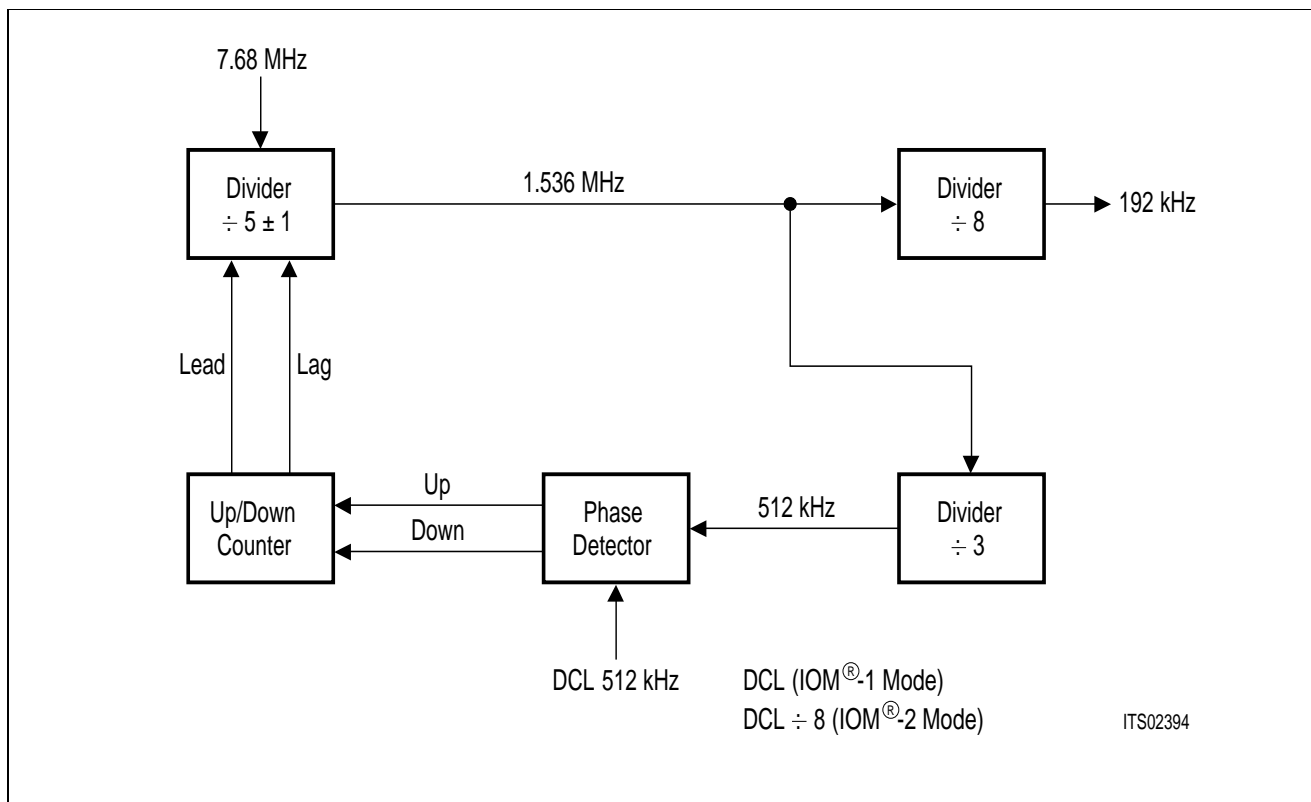 7.68 MHz
Divider
÷ 5 ± 1
1.536 MHz
Divider
÷ 8
192 kHz
Lead
Lag
Up/Down
Counter
Up
Down
Phase
Detector
512 kHz
Divider
÷ 3
DCL 512 kHz
DCL (IOM®-1 Mode)
DCL ÷ 8 (IOM®-2 Mode)
ITS02394